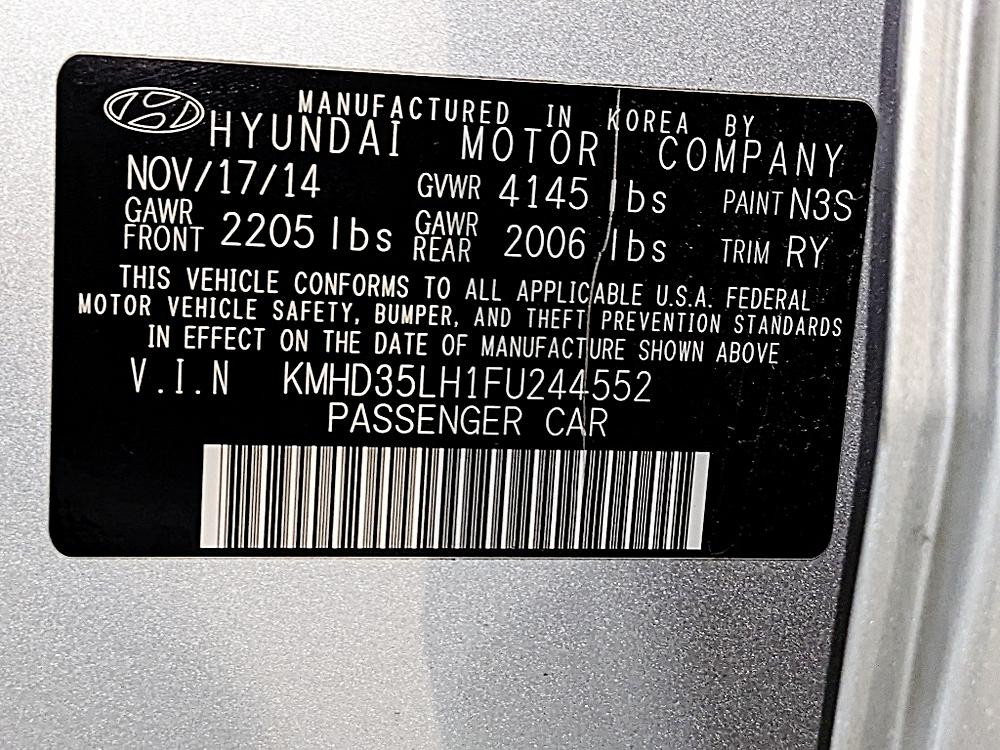 MANUFACTURED IN KOREA BY
HYUNDAI MOTOR COMPANY
NOV/17/14 GVWR 4145 lbs PAINT N3S
GAWR FRONT 2205 lbs GAWR REAR 2006 lbs TRIM RY
THIS VEHICLE CONFORMS TO ALL APPLICABLE U.S.A. FEDERAL
MOTOR VEHICLE SAFETY, BUMPER, AND THEFT PREVENTION STANDARDS
IN EFFECT ON THE DATE OF MANUFACTURE SHOWN ABOVE
V.I.N KMHD35LH1FU244552
PASSENGER CAR